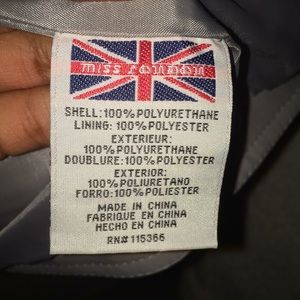 miss london
SHELL:100% POLYURETHANE
LINING: 100% POLYESTER
EXTERIEUR:
100% POLYURETHANE
DOUBLURE: 100% POLYESTER
EXTERIOR:
100% POLIURETANO
FORRO: 100% POLIESTER
MADE IN CHINA
FABRIQUE EN CHINA
HECHO EN CHINA
RN# 115366